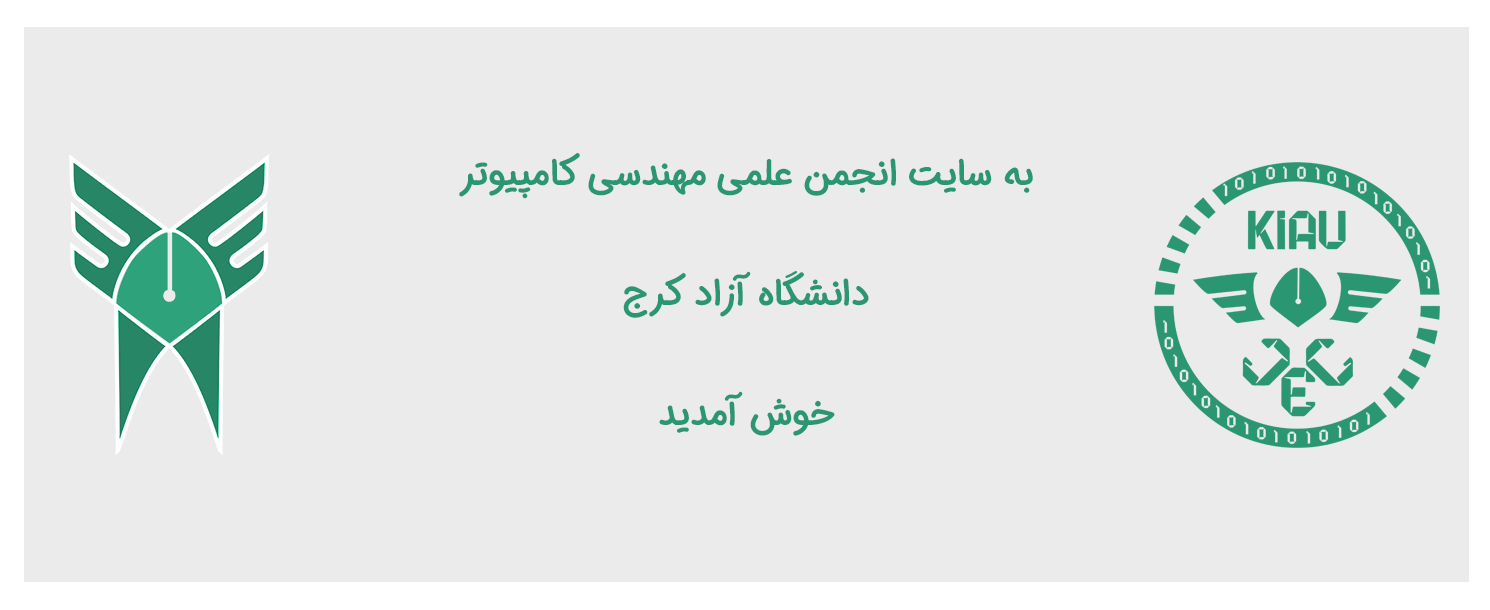 به سایت انجمن علمی مهندسی کامپیوتر
دانشگاه آزاد کرج
خوش آمدید
KIAU